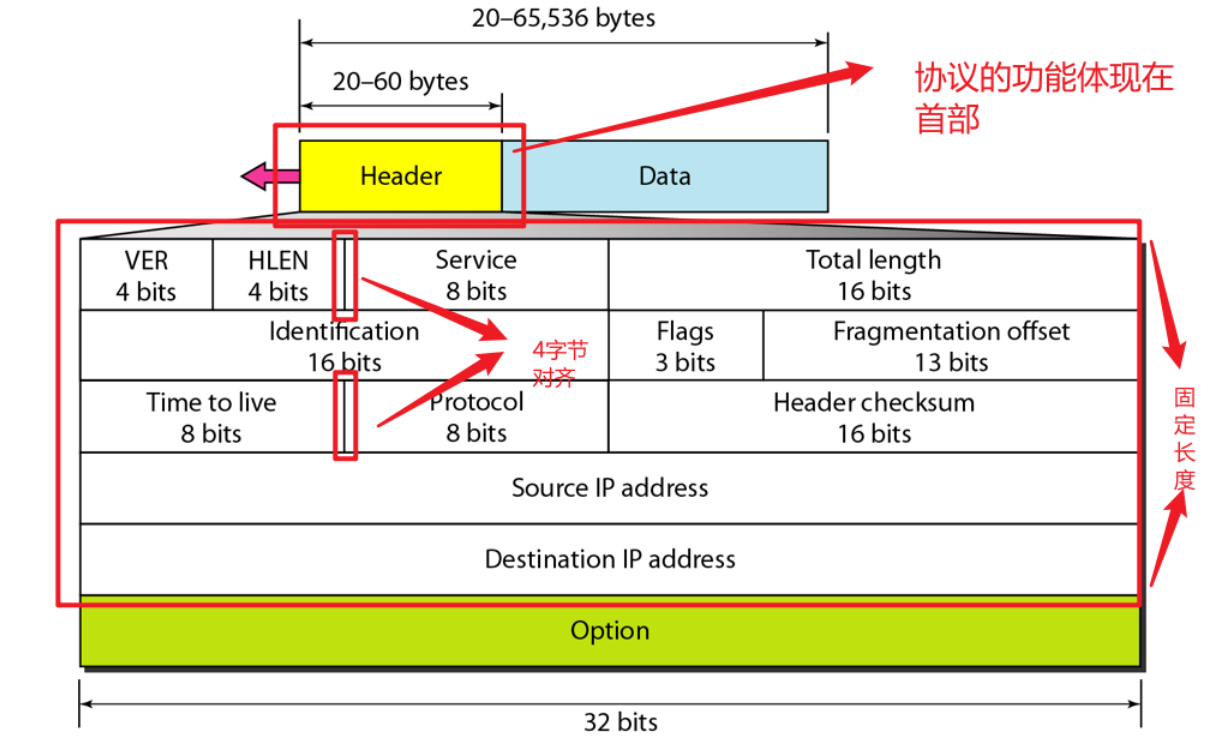 20–65,536 bytes
20–60 bytes
协议的功能体现在
首部
Header
Data
VER
4 bits
HLEN
4 bits
Service
8 bits
Total length
16 bits
Identification
16 bits
4字节
对齐
Flags
3 bits
Fragmentation offset
13 bits
Time to live
8 bits
Protocol
8 bits
Header checksum
16 bits
固
定
长
度
Source IP address
Destination IP address
Option
32 bits